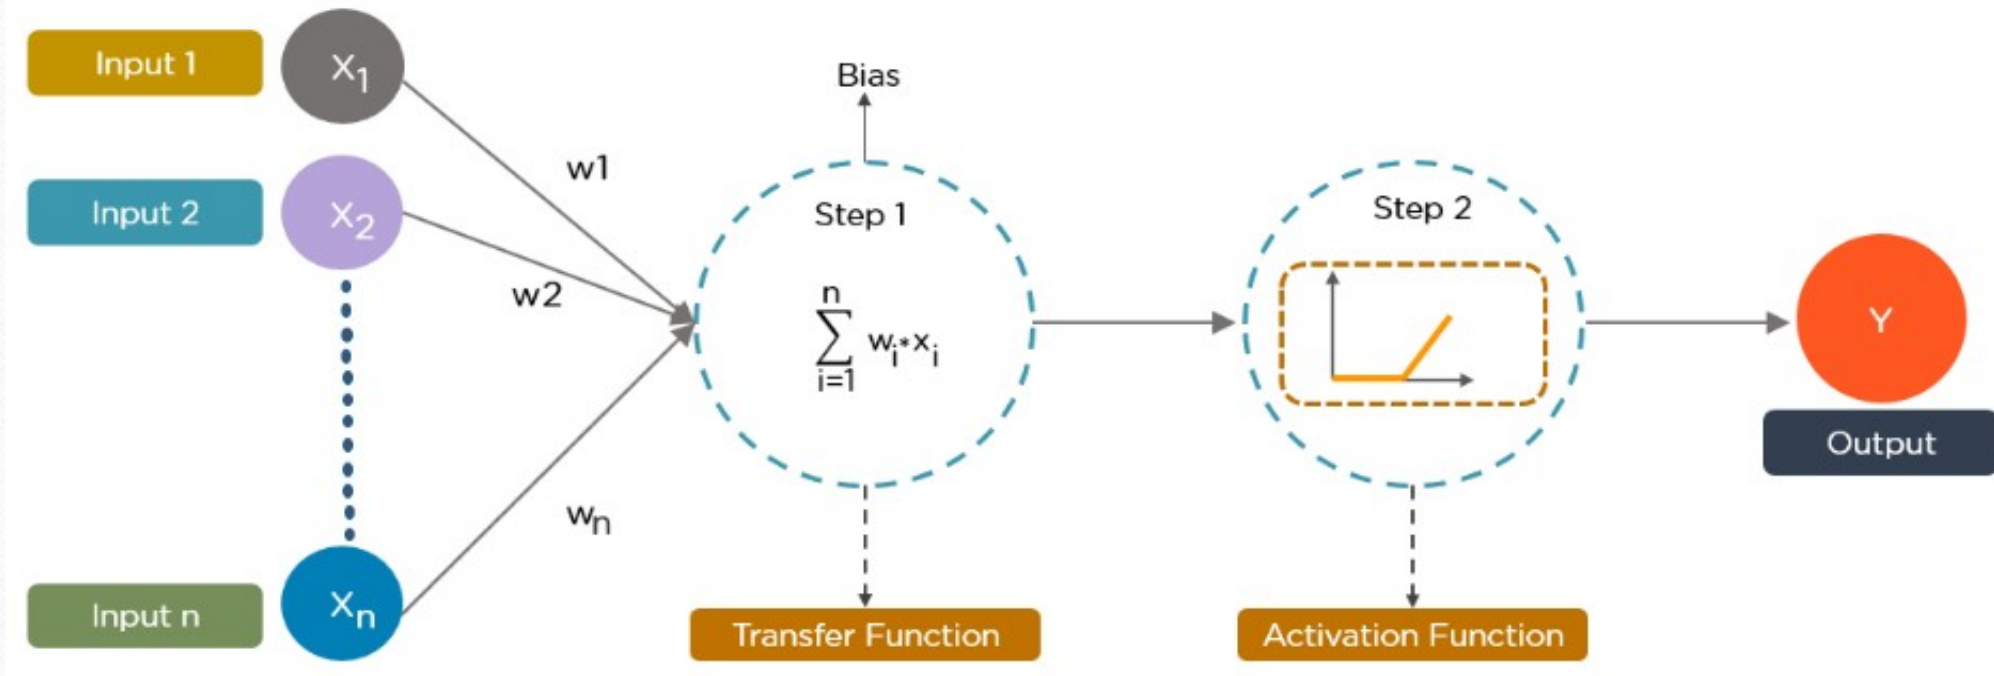 Input 1
X₁
Input 2
X₂
Input n
Xₙ
w1
w2
wₙ
Bias
Step 1
n
∑ wᵢ*xᵢ
i=1
Transfer Function
Step 2
Activation Function
Y
Output